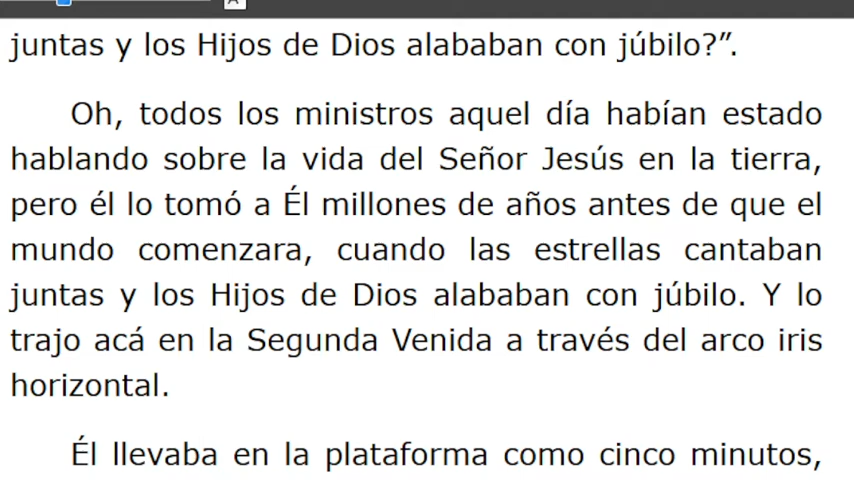 juntas y los Hijos de Dios alababan con júbilo?”.
Oh, todos los ministros aquel día habían estado
hablando sobre la vida del Señor Jesús en la tierra,
pero él lo tomó a Él millones de años antes de que el
mundo comenzara, cuando las estrellas cantaban
juntas y los Hijos de Dios alababan con júbilo. Y lo
trajo acá en la Segunda Venida a través del arco iris
horizontal.
Él llevaba en la plataforma como cinco minutos,